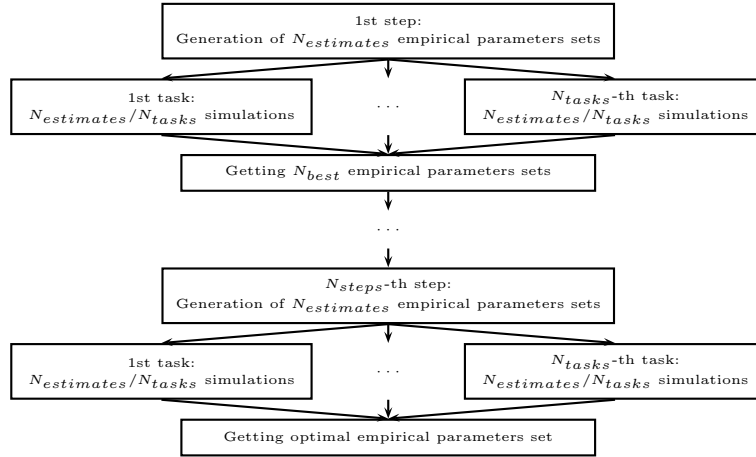 1st step:
Generation of N_estimates empirical parameters sets
1st task:
N_estimates/N_tasks simulations
...
N_tasks-th task:
N_estimates/N_tasks simulations
Getting N_best empirical parameters sets
...
N_steps-th step:
Generation of N_estimates empirical parameters sets
1st task:
N_estimates/N_tasks simulations
...
N_tasks-th task:
N_estimates/N_tasks simulations
Getting optimal empirical parameters set